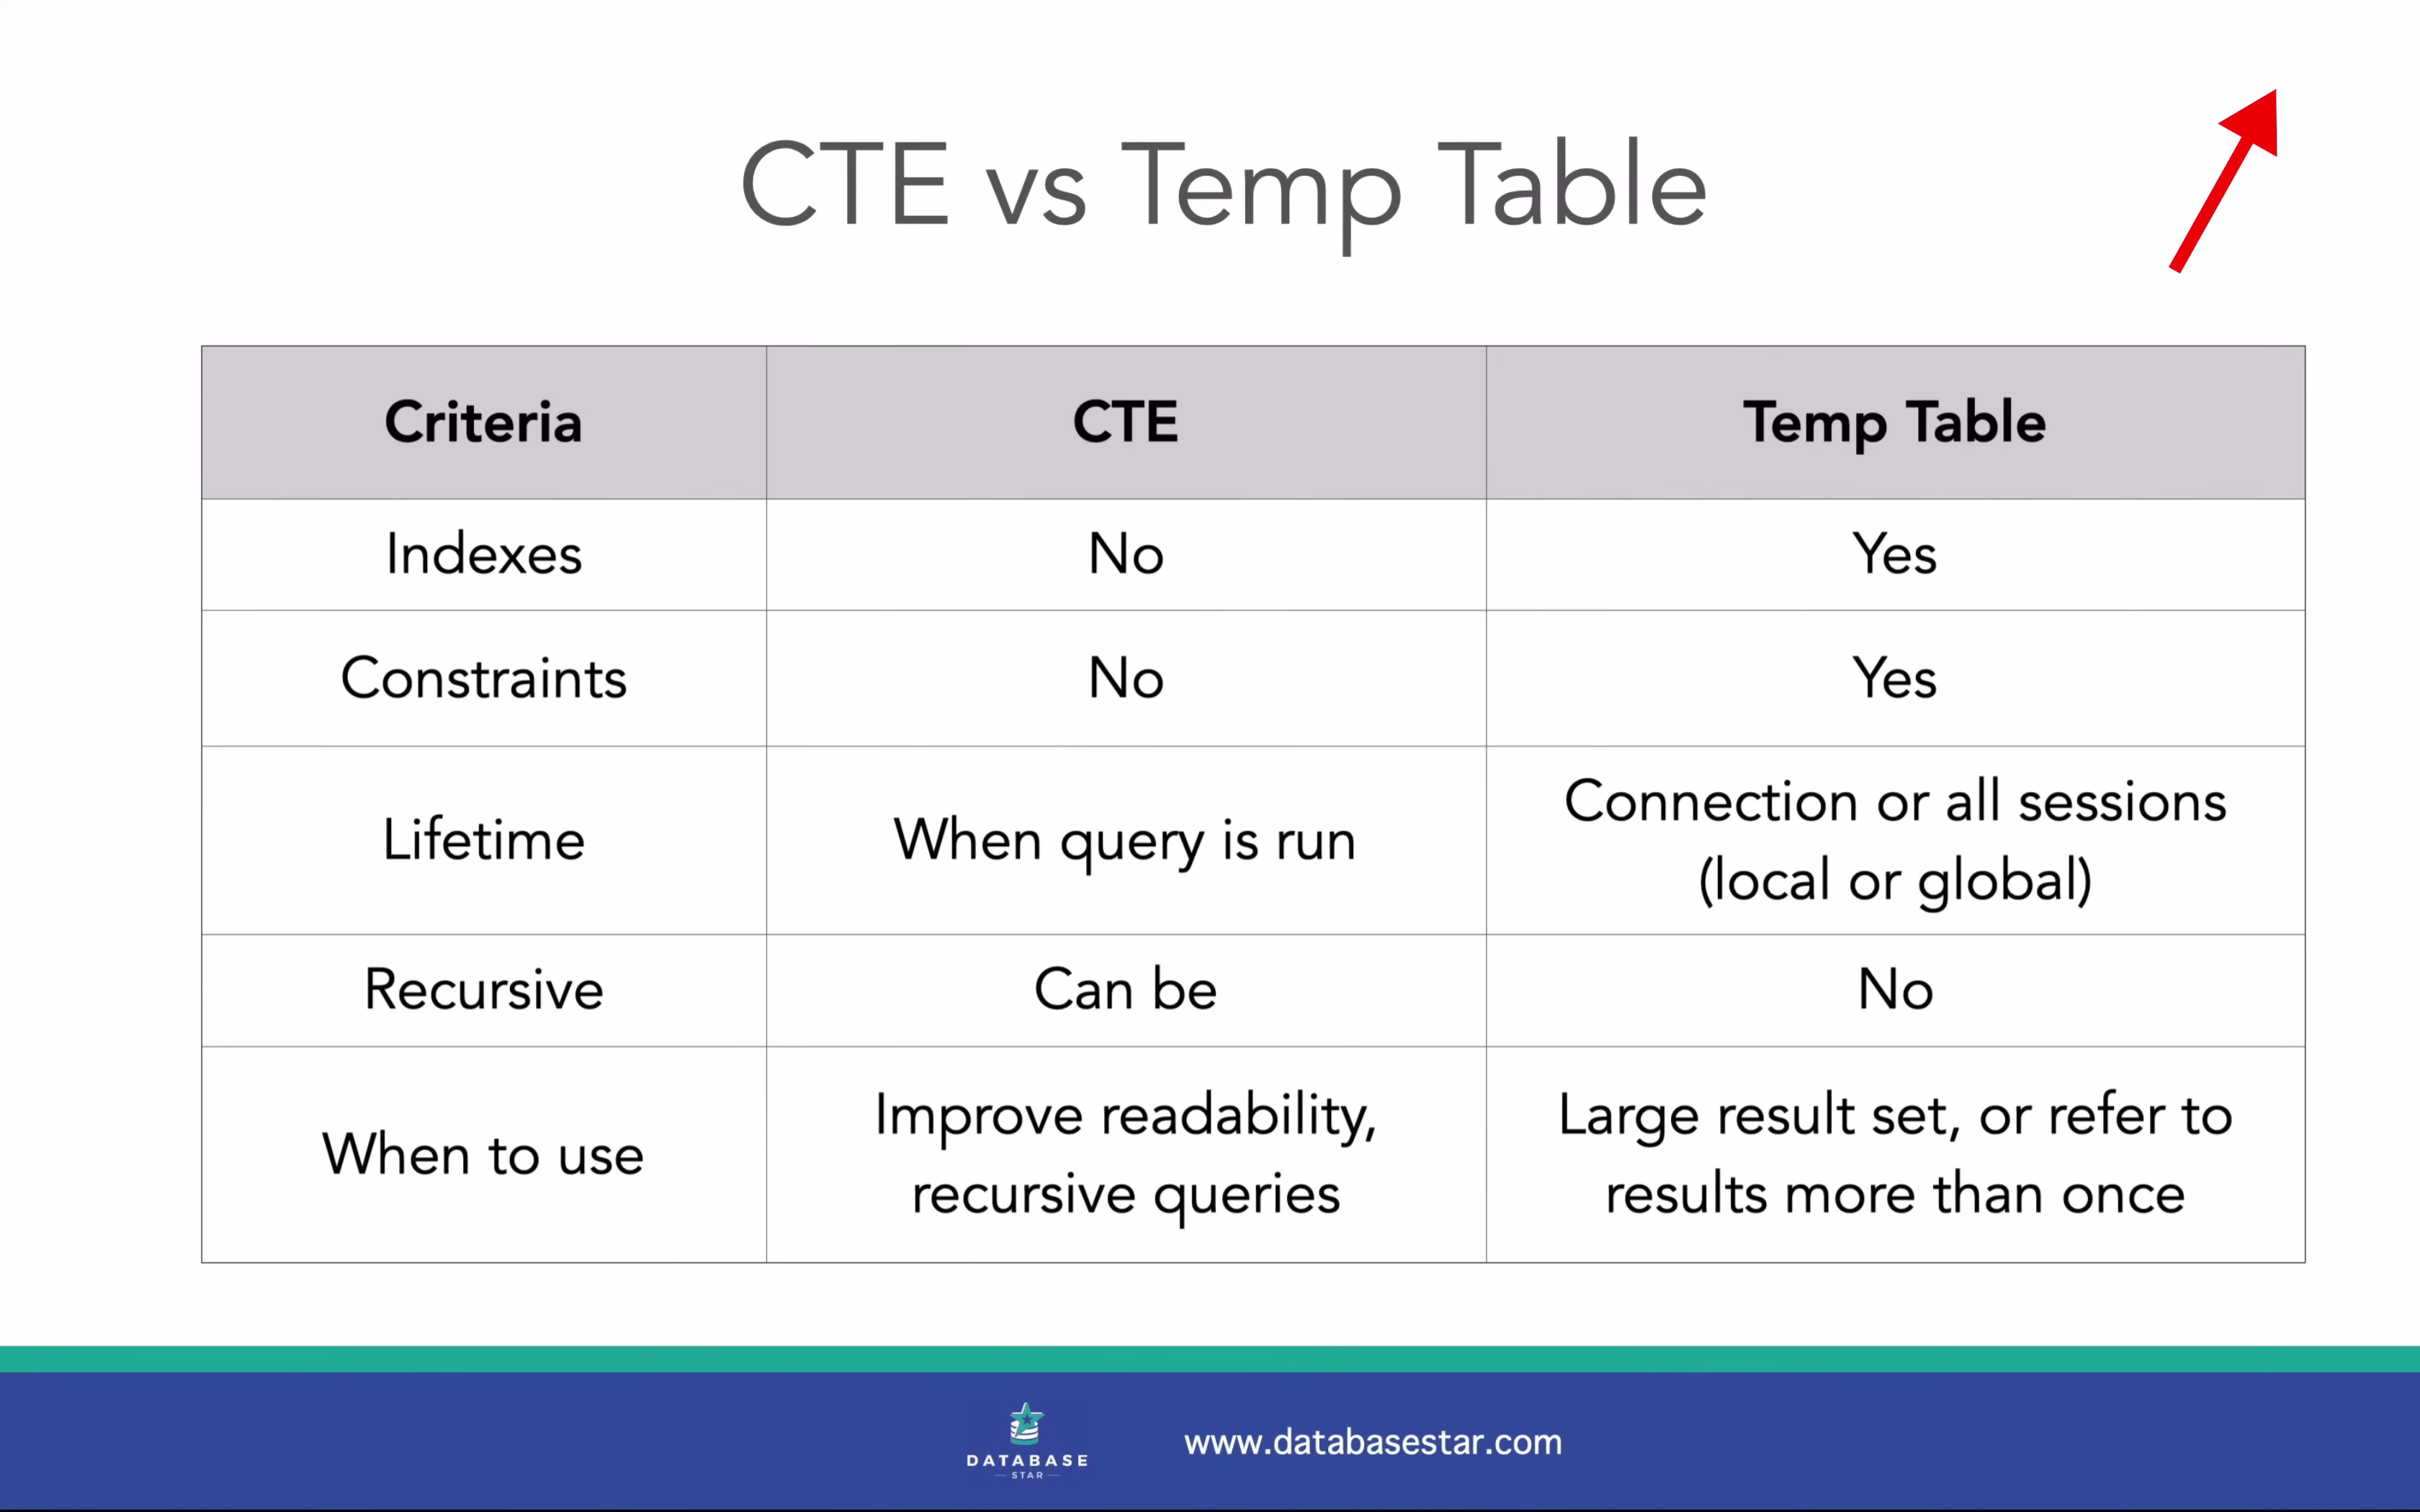 CTE vs Temp Table
Criteria
CTE
Temp Table
Indexes
No
Yes
Constraints
No
Yes
Lifetime
When query is run
Connection or all sessions
(local or global)
Recursive
Can be
No
When to use
Improve readability,
recursive queries
Large result set, or refer to
results more than once
DATABASE
STAR
www.databasestar.com